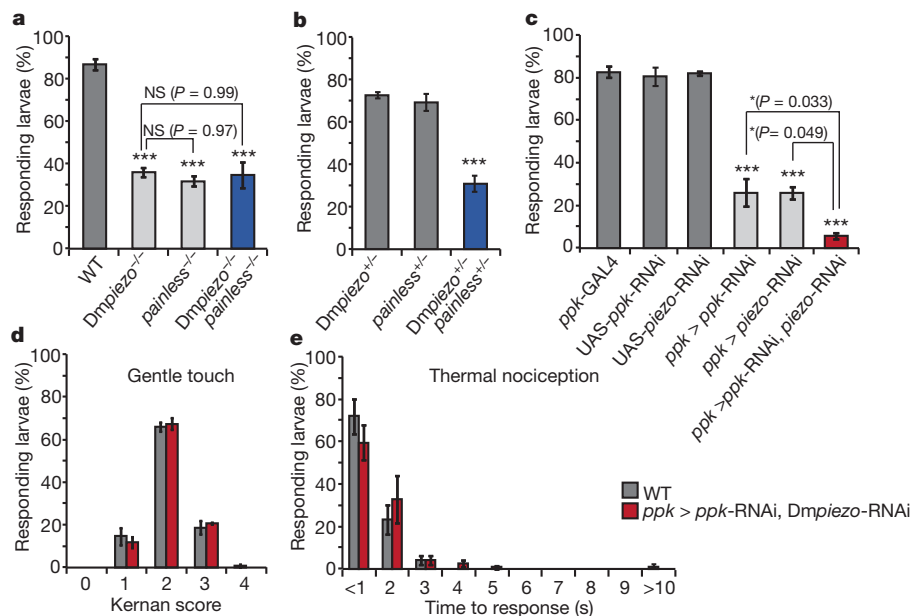 a
Responding larvae (%)
100
80
60
40
20
0
NS (P = 0.99)
NS (P = 0.97)
***
***
***
WT
Dmpiezo–/–
painless–/–
Dmpiezo–/–
painless–/–
b
Responding larvae (%)
100
80
60
40
20
0
***
Dmpiezo+/–
painless+/–
Dmpiezo+/–
painless+/–
c
Responding larvae (%)
100
80
60
40
20
0
*(P = 0.033)
*(P= 0.049)
***
***
***
ppk-GAL4
UAS-ppk-RNAi
UAS-piezo-RNAi
ppk > ppk-RNAi
ppk > piezo-RNAi
ppk >ppk-RNAi, piezo-RNAi
d
Gentle touch
Responding larvae (%)
100
80
60
40
20
0
0 1 2 3 4
Kernan score
e
Thermal nociception
Responding larvae (%)
100
80
60
40
20
0
<1 2 3 4 5 6 7 8 9 >10
Time to response (s)
WT
ppk > ppk-RNAi, Dmpiezo-RNAi